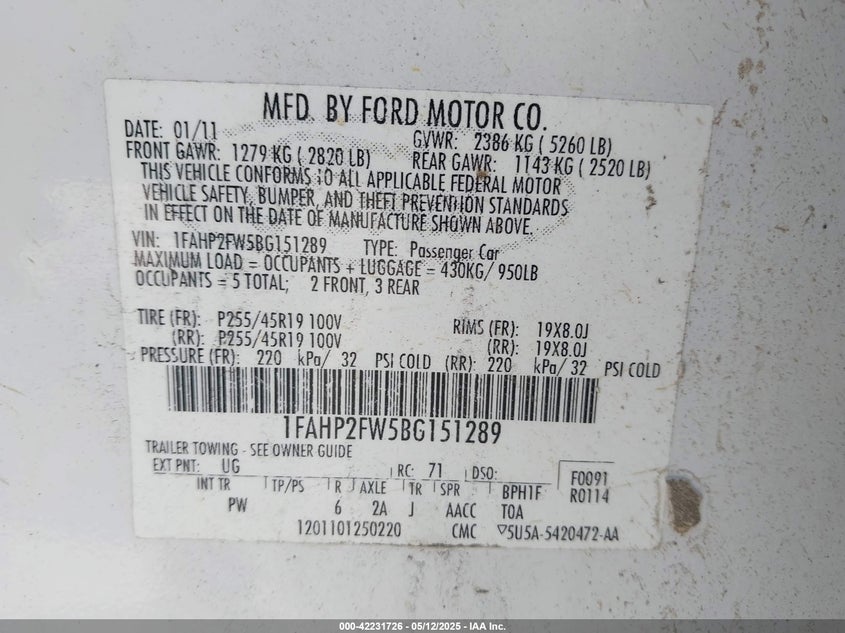 MFD. BY FORD MOTOR CO.
DATE: 01/11 GVWR: 2386 KG ( 5260 LB)
FRONT GAWR: 1279 KG ( 2820 LB) REAR GAWR: 1143 KG ( 2520 LB)
THIS VEHICLE CONFORMS TO ALL APPLICABLE FEDERAL MOTOR
VEHICLE SAFETY, BUMPER, AND THEFT PREVENTION STANDARDS
IN EFFECT ON THE DATE OF MANUFACTURE SHOWN ABOVE.
VIN: 1FAHP2FW5BG151289 TYPE: Passenger Car
MAXIMUM LOAD = OCCUPANTS + LUGGAGE = 430KG/ 950LB
OCCUPANTS = 5 TOTAL; 2 FRONT, 3 REAR
TIRE (FR): P255/45R19 100V RIMS (FR): 19X8.0J
(RR): P255/45R19 100V (RR): 19X8.0J
PRESSURE (FR): 220 kPa/ 32 PSI COLD (RR): 220 kPa/ 32 PSI COLD
1FAHP2FW5BG151289
TRAILER TOWING - SEE OWNER GUIDE
EXT PNT: UG RC: 71 DSO: F0091
INT TR TP/PS R AXLE TR SPR BPH1F R0114
PW 6 2A J AACC TOA
1201101250220 CMC ▽5U5A-5420472-AA
000-42231726 - 05/12/2025 - IAA Inc.